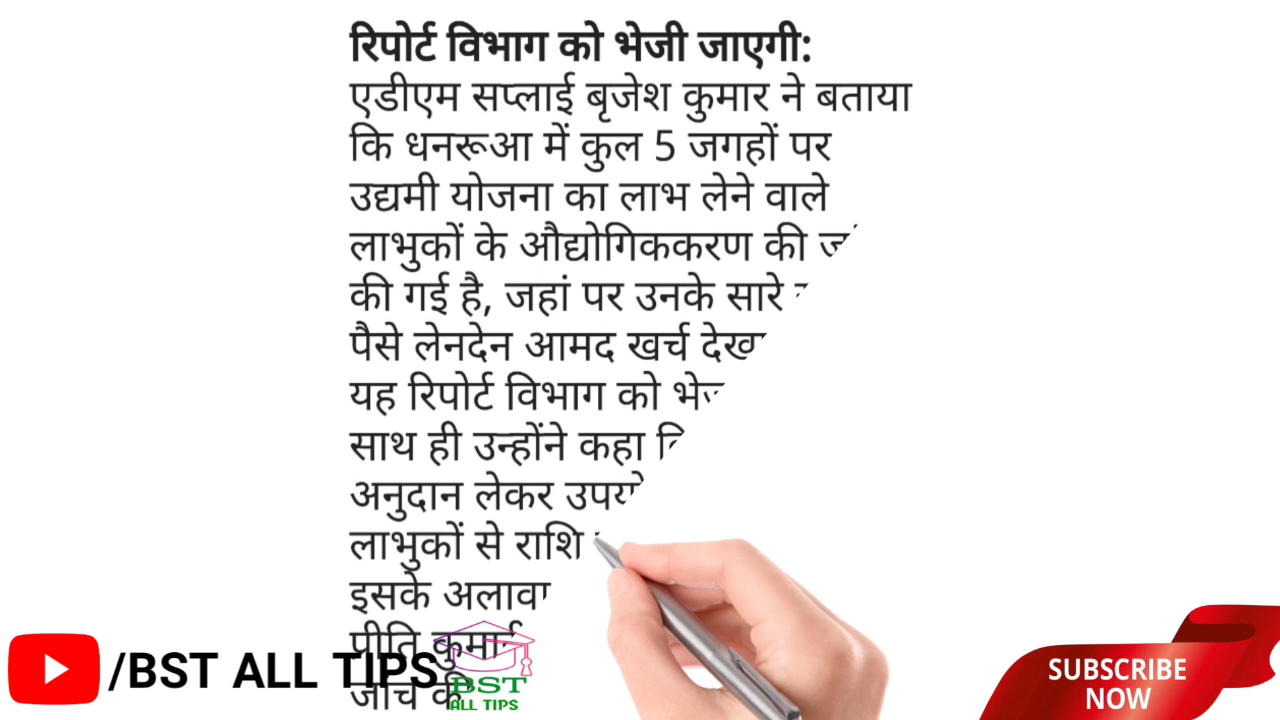 रिपोर्ट विभाग को भेजी जाएगी:
एडीएम सप्लाई बृजेश कुमार ने बताया
कि धनरूआ में कुल 5 जगहों पर
उद्यमी योजना का लाभ लेने वाले
लाभुकों के औद्योगिककरण की
की गई है, जहां पर उनके सारे
पैसे लेनदेन आमद खर्च
यह रिपोर्ट विभाग को
साथ ही उन्होंने कहा
अनुदान लेकर
लाभुकों से राशि
इसके अलावा
/BST ALL TIPS
BST
ALL TIPS
जांच
SUBSCRIBE
NOW